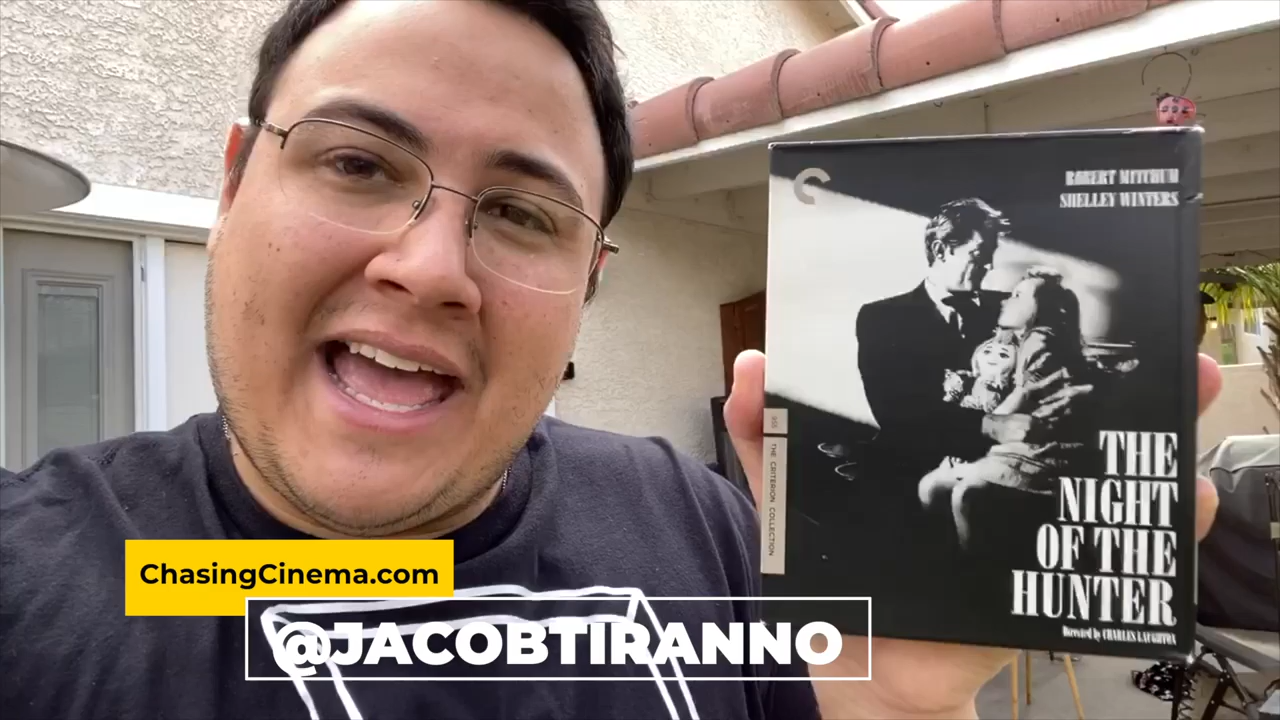 ROBERT MITCHUM
SHELLEY WINTERS
THE CRITERION COLLECTION
THE
NIGHT
OF THE
HUNTER
Directed by CHARLES LAUGHTON
ChasingCinema.com
@JACOBTIRANNO